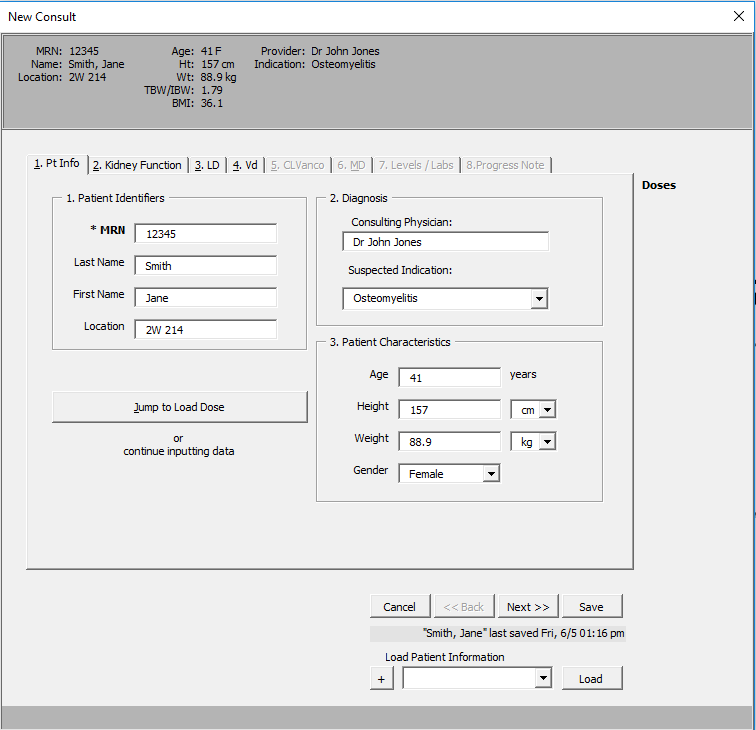 New Consult
MRN: 12345 Age: 41 F Provider: Dr John Jones
Name: Smith, Jane Ht: 157 cm Indication: Osteomyelitis
Location: 2W 214 Wt: 88.9 kg
TBW/IBW: 1.79
BMI: 36.1
1. Pt Info 2. Kidney Function 3. LD 4. Vd 5. CLVanco 6. MD 7. Levels / Labs 8.Progress Note
Doses
1. Patient Identifiers
* MRN 12345
Last Name Smith
First Name Jane
Location 2W 214
Jump to Load Dose
or
continue inputting data
2. Diagnosis
Consulting Physician:
Dr John Jones
Suspected Indication:
Osteomyelitis
3. Patient Characteristics
Age 41 years
Height 157 cm
Weight 88.9 kg
Gender Female
Cancel << Back Next >> Save
"Smith, Jane" last saved Fri, 6/5 01:16 pm
Load Patient Information
+ Load